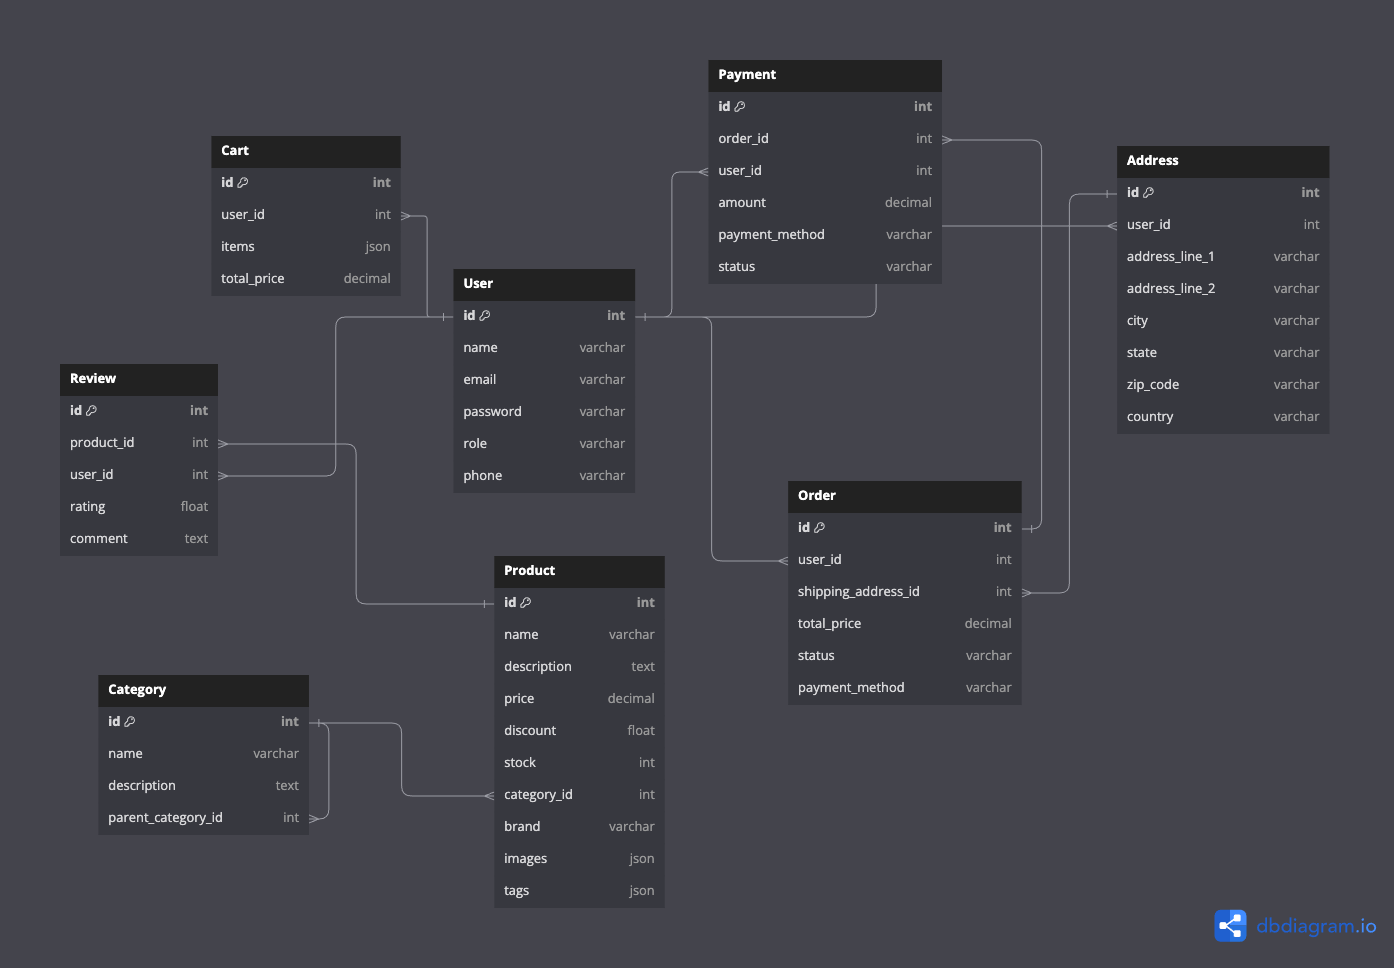 Payment
id int
order_id int
user_id int
amount decimal
payment_method varchar
status varchar
Cart
id int
user_id int
items json
total_price decimal
Address
id int
user_id int
address_line_1 varchar
address_line_2 varchar
city varchar
state varchar
zip_code varchar
country varchar
User
id int
name varchar
email varchar
password varchar
role varchar
phone varchar
Review
id int
product_id int
user_id int
rating float
comment text
Order
id int
user_id int
shipping_address_id int
total_price decimal
status varchar
payment_method varchar
Product
id int
name varchar
description text
price decimal
discount float
stock int
category_id int
brand varchar
images json
tags json
Category
id int
name varchar
description text
parent_category_id int
dbdiagram.io